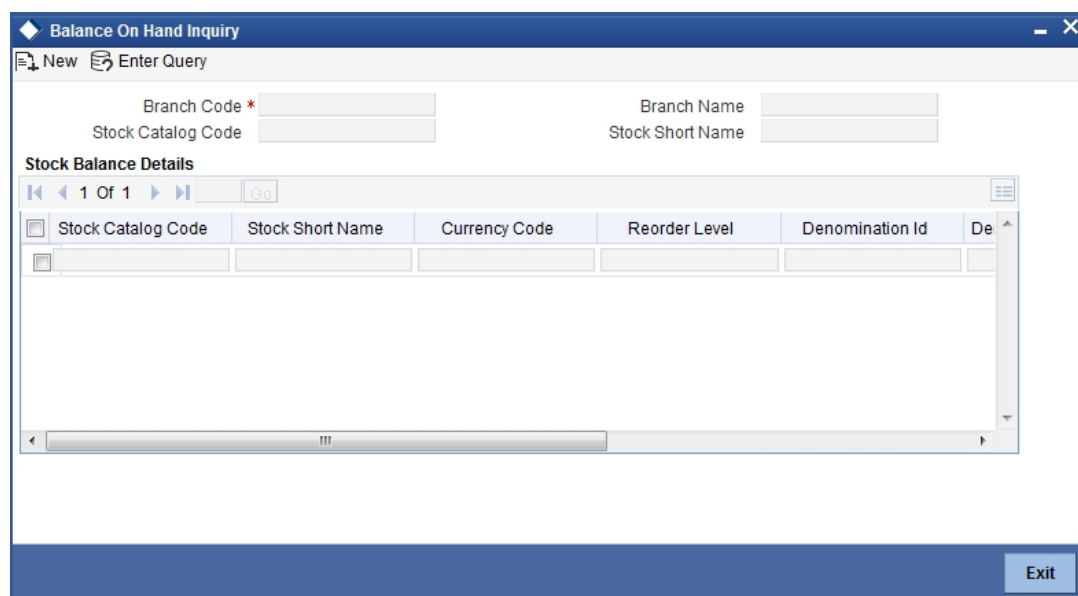 Balance On Hand Inquiry
New Enter Query
Branch Code * Branch Name
Stock Catalog Code Stock Short Name
Stock Balance Details
1 Of 1 Go
Stock Catalog Code Stock Short Name Currency Code Reorder Level Denomination Id De
Exit